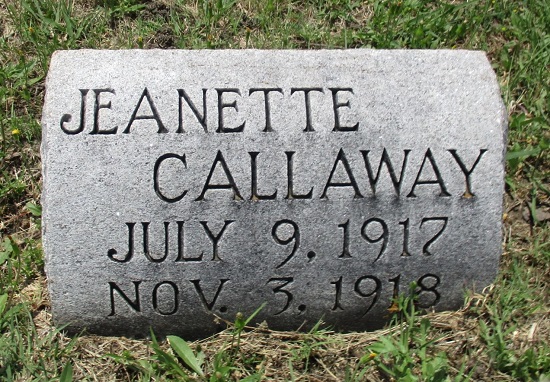 JEANETTE
CALLAWAY
JULY 9. 1917
NOV. 3. 1918